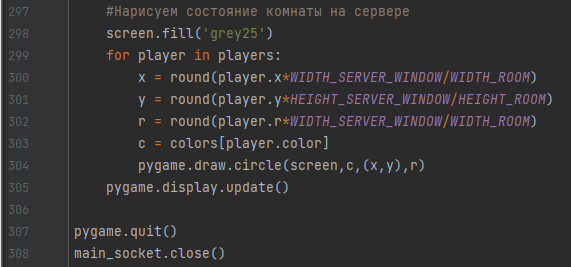 297 #Нарисуем состояние комнаты на сервере
298 screen.fill('grey25')
299 for player in players:
300 x = round(player.x*WIDTH_SERVER_WINDOW/WIDTH_ROOM)
301 y = round(player.y*HEIGHT_SERVER_WINDOW/HEIGHT_ROOM)
302 r = round(player.r*WIDTH_SERVER_WINDOW/WIDTH_ROOM)
303 c = colors[player.color]
304 pygame.draw.circle(screen,c,(x,y),r)
305 pygame.display.update()
306
307 pygame.quit()
308 main_socket.close()